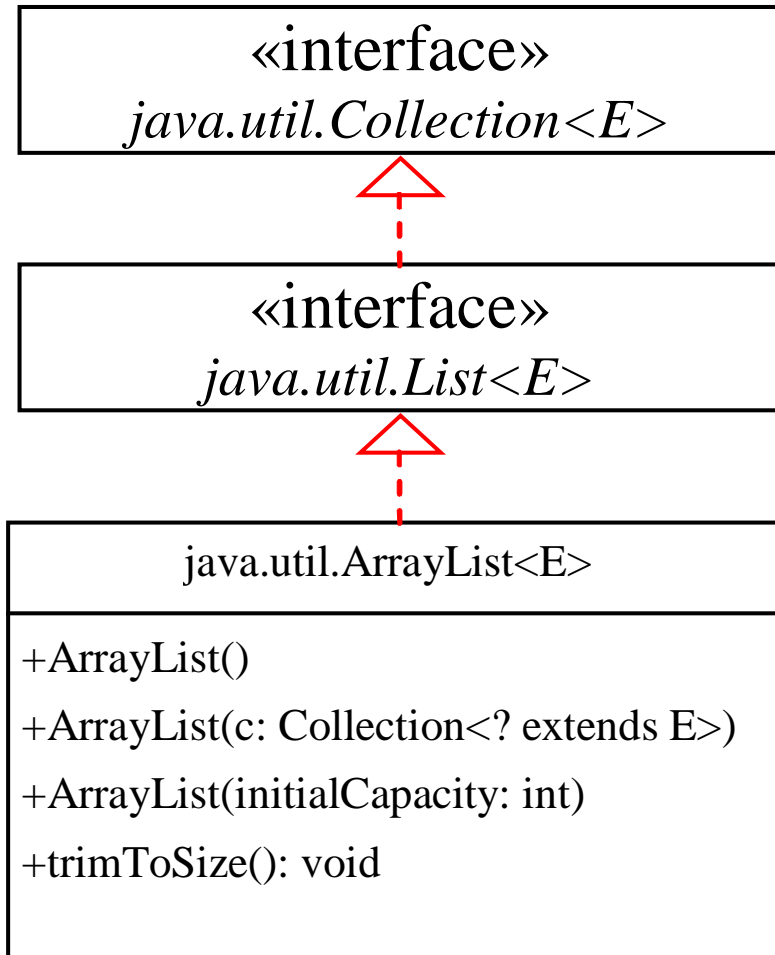 «interface»
java.util.Collection<E>
«interface»
java.util.List<E>
java.util.ArrayList<E>
+ArrayList()
+ArrayList(c: Collection<? extends E>)
+ArrayList(initialCapacity: int)
+trimToSize(): void